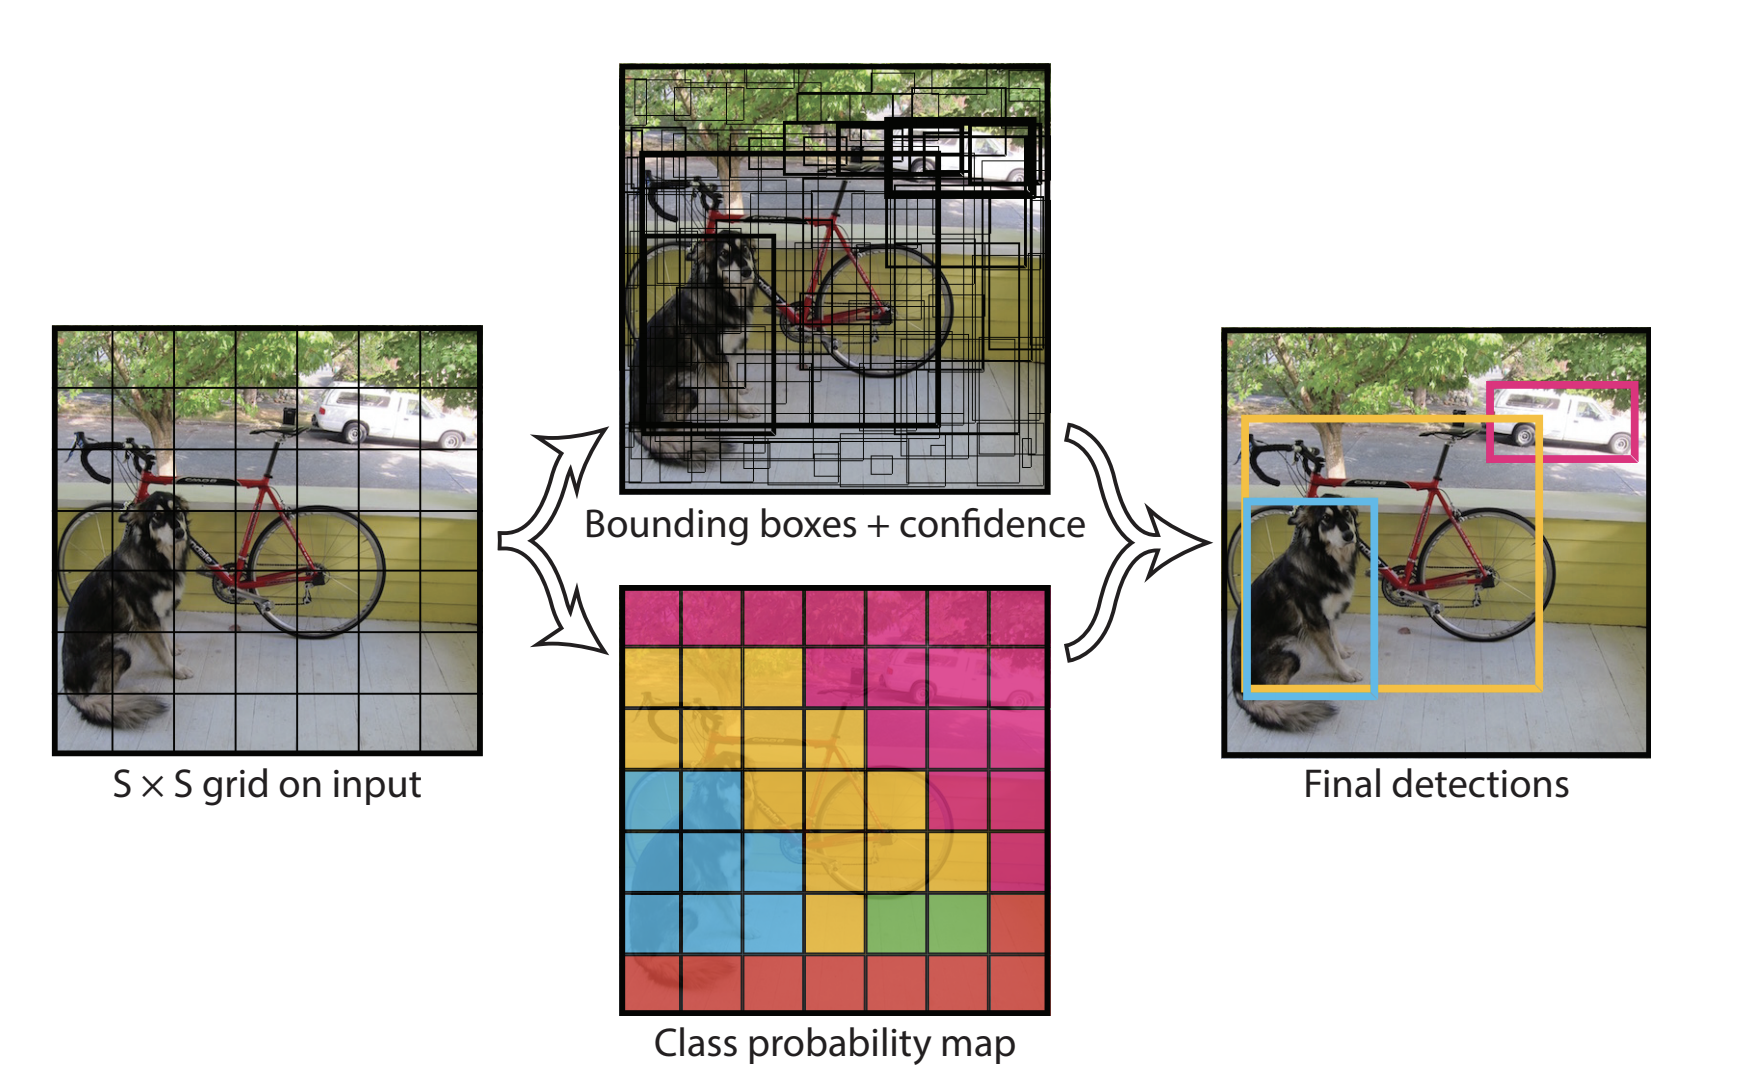 Bounding boxes + confidence
S × S grid on input
Final detections
Class probability map